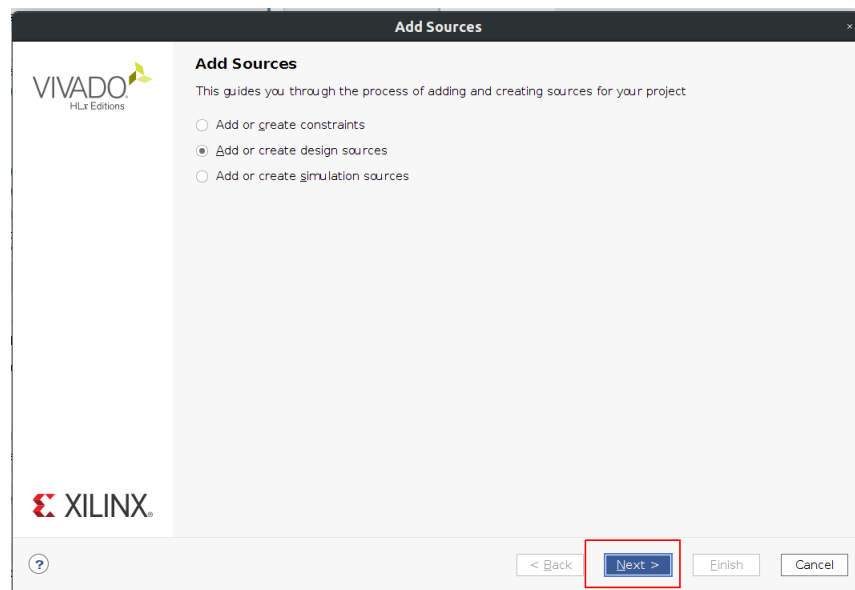 Add Sources
×
VIVADO
HLx Editions
Add Sources
This guides you through the process of adding and creating sources for your project
Add or create constraints
Add or create design sources
Add or create simulation sources
XILINX
?
< Back
Next >
Finish
Cancel